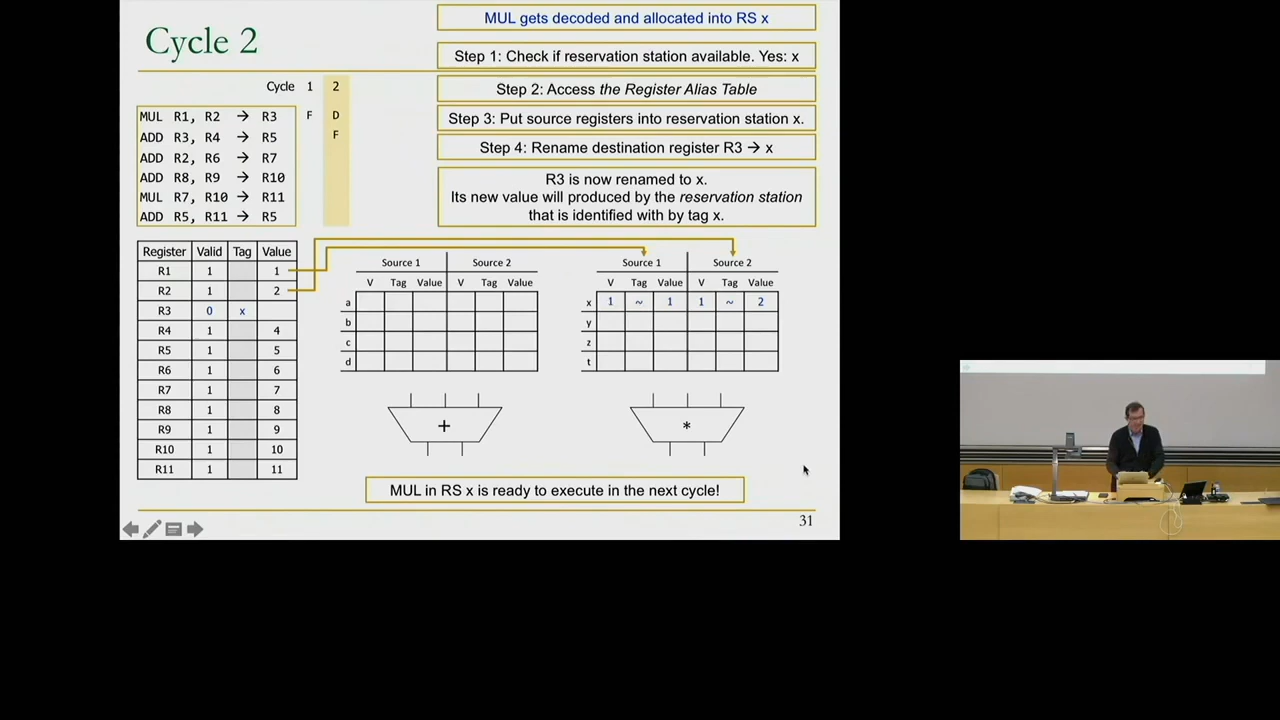 MUL gets decoded and allocated into RS x
Cycle 2
Step 1: Check if reservation station available. Yes: x
Cycle 1 2
Step 2: Access the Register Alias Table
MUL R1, R2 → R3 F D
Step 3: Put source registers into reservation station x.
ADD R3, R4 → R5 F
Step 4: Rename destination register R3 → x
ADD R2, R6 → R7
ADD R8, R9 → R10
MUL R7, R10 → R11
ADD R5, R11 → R5
R3 is now renamed to x.
Its new value will produced by the reservation station
that is identified with by tag x.
Register Valid Tag Value
R1 1 1
R2 1 2
R3 0 x
R4 1 4
R5 1 5
R6 1 6
R7 1 7
R8 1 8
R9 1 9
R10 1 10
R11 1 11
Source 1 Source 2
V Tag Value V Tag Value
a
b
c
d
+
Source 1 Source 2
V Tag Value V Tag Value
x 1 ~ 1 1 ~ 2
y
z
t
*
MUL in RS x is ready to execute in the next cycle!
31